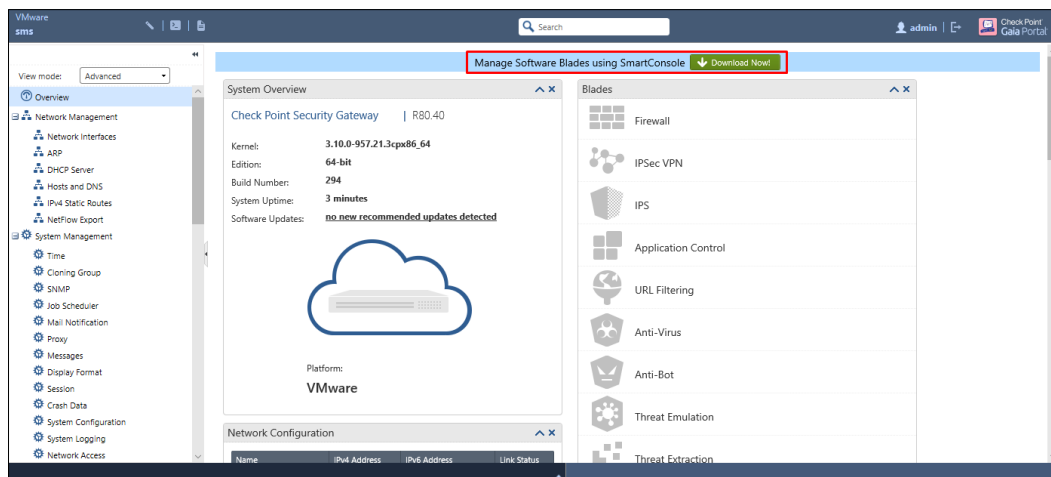 VMware
sms
Search
admin
Check Point
Gaia Portal
Manage Software Blades using SmartConsole Download Now!
View mode: Advanced
Overview
Network Management
Network Interfaces
ARP
DHCP Server
Hosts and DNS
IPv4 Static Routes
NetFlow Export
System Management
Time
Cloning Group
SNMP
Job Scheduler
Mail Notification
Proxy
Messages
Display Format
Session
Crash Data
System Configuration
System Logging
Network Access
System Overview
Check Point Security Gateway | R80.40
Kernel: 3.10.0-957.21.3cpx86_64
Edition: 64-bit
Build Number: 294
System Uptime: 3 minutes
Software Updates: no new recommended updates detected
Platform:
VMware
Network Configuration
Name IPv4 Address IPv6 Address Link Status
Blades
Firewall
IPSec VPN
IPS
Application Control
URL Filtering
Anti-Virus
Anti-Bot
Threat Emulation
Threat Extraction